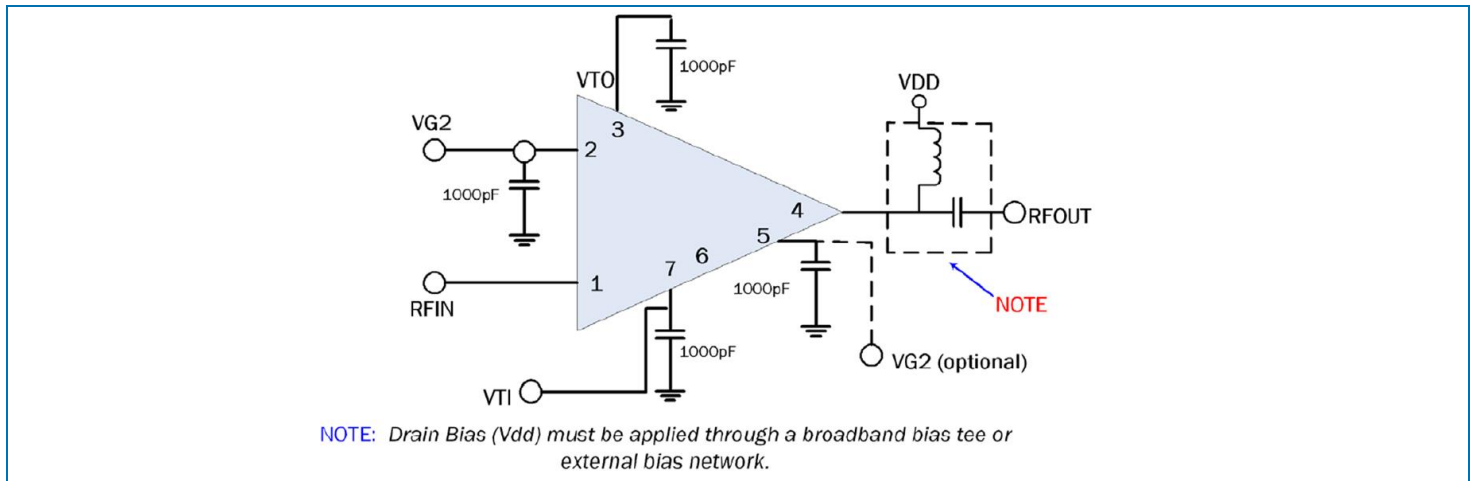 1000pF
VTO
VDD
VG2
3
2
1000pF
4
RFOUT
5
6
7
1000pF
1
RFIN
NOTE
1000pF
VG2 (optional)
VTI
NOTE: Drain Bias (Vdd) must be applied through a broadband bias tee or
external bias network.